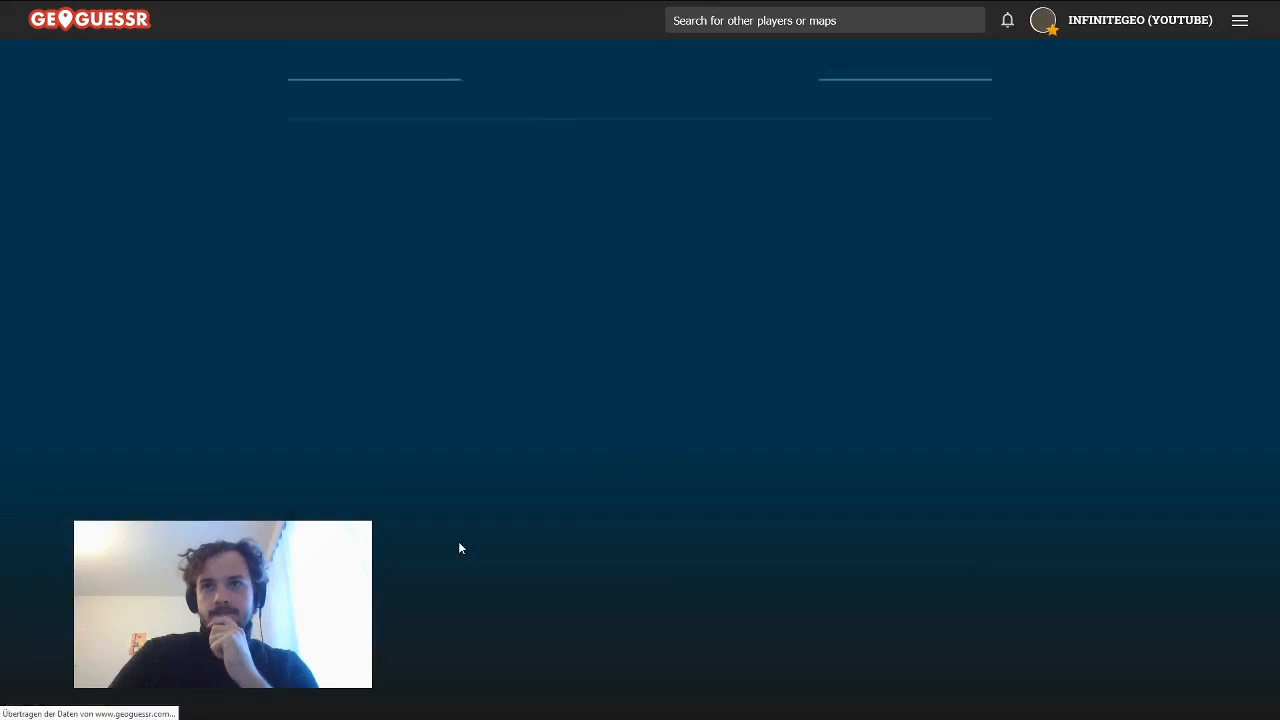 GEOGUESSR
Search for other players or maps
INFINITEGEO (YOUTUBE)
Übertragen der Daten von www.geoguessr.com...